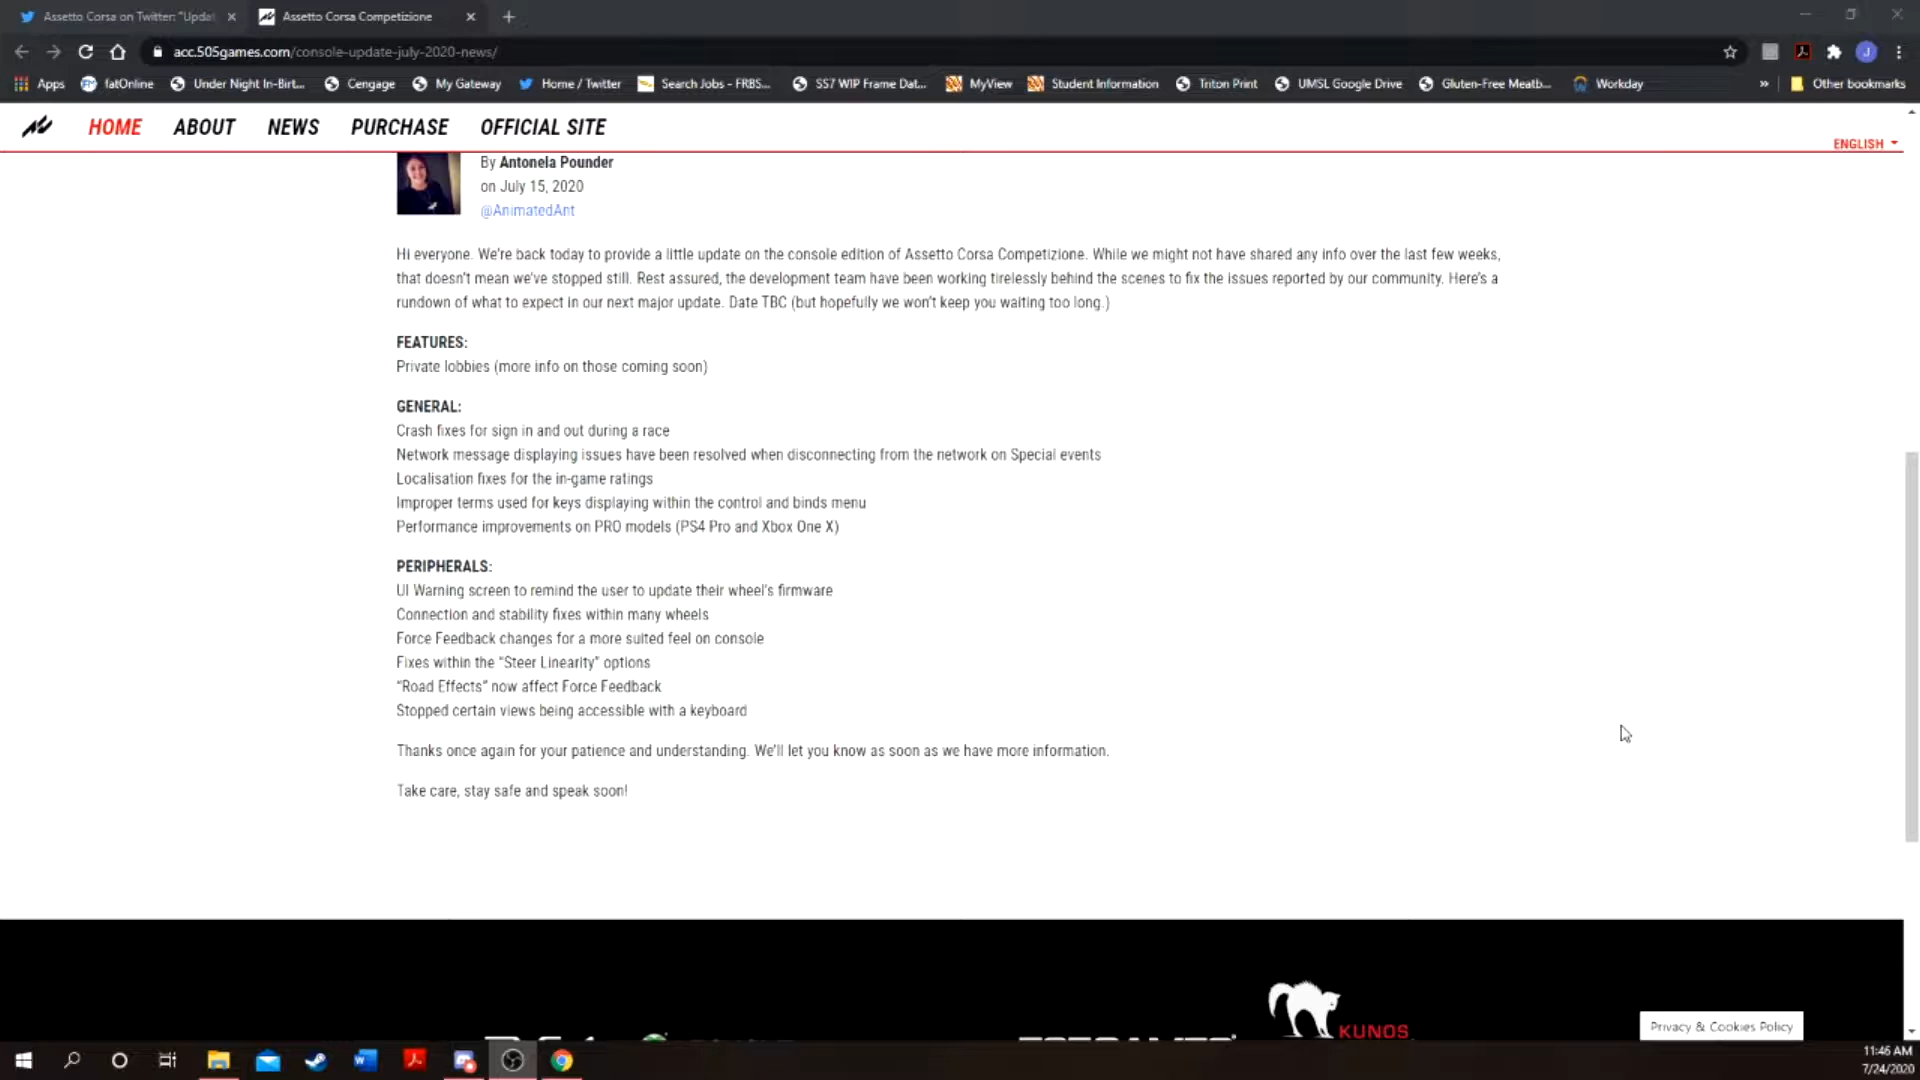 Assetto Corsa on Twitter: "Updat
Assetto Corsa Competizione
acc.505games.com/console-update-july-2020-news/
Apps
fatOnline
Under Night In-Birt...
Cengage
My Gateway
Home / Twitter
Search Jobs - FRBS...
SS7 WIP Frame Dat...
MyView
Student Information
Triton Print
UMSL Google Drive
Gluten-Free Meatb...
Workday
»
Other bookmarks
HOME
ABOUT
NEWS
PURCHASE
OFFICIAL SITE
ENGLISH
By Antonela Pounder
on July 15, 2020
@AnimatedAnt
Hi everyone. We're back today to provide a little update on the console edition of Assetto Corsa Competizione. While we might not have shared any info over the last few weeks,
that doesn't mean we've stopped still. Rest assured, the development team have been working tirelessly behind the scenes to fix the issues reported by our community. Here's a
rundown of what to expect in our next major update. Date TBC (but hopefully we won't keep you waiting too long.)
FEATURES:
Private lobbies (more info on those coming soon)
GENERAL:
Crash fixes for sign in and out during a race
Network message displaying issues have been resolved when disconnecting from the network on Special events
Localisation fixes for the in-game ratings
Improper terms used for keys displaying within the control and binds menu
Performance improvements on PRO models (PS4 Pro and Xbox One X)
PERIPHERALS:
UI Warning screen to remind the user to update their wheel's firmware
Connection and stability fixes within many wheels
Force Feedback changes for a more suited feel on console
Fixes within the "Steer Linearity" options
"Road Effects" now affect Force Feedback
Stopped certain views being accessible with a keyboard
Thanks once again for your patience and understanding. We'll let you know as soon as we have more information.
Take care, stay safe and speak soon!
KUNOS
Privacy & Cookies Policy
11:46 AM
7/24/2020